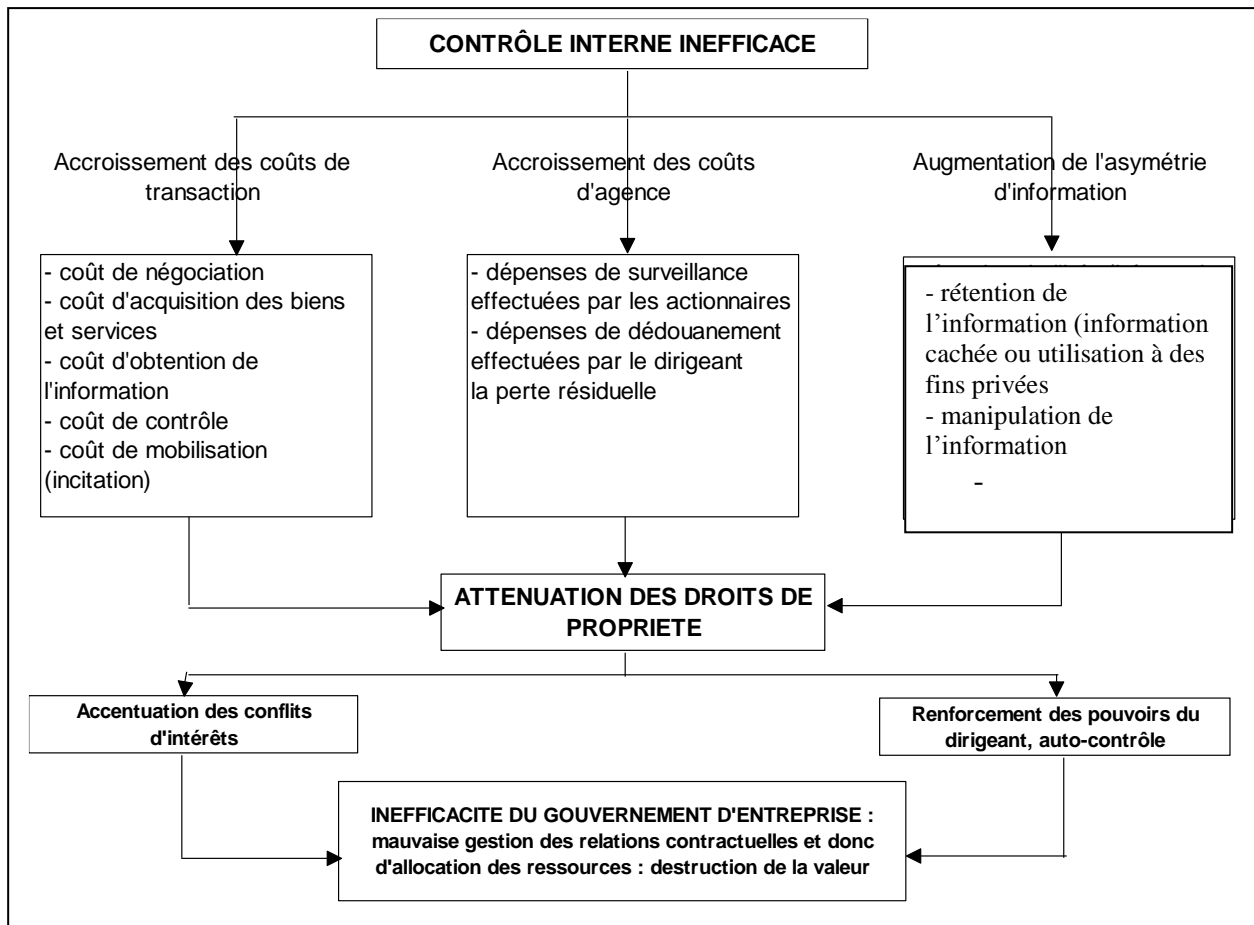 CONTRÔLE INTERNE INEFFICACE
Accroissement des coûts de
transaction
Accroissement des coûts
d'agence
Augmentation de l'asymétrie
d'information
- coût de négociation
- coût d'acquisition des biens
et services
- coût d'obtention de
l'information
- coût de contrôle
- coût de mobilisation
(incitation)
- dépenses de surveillance
effectuées par les actionnaires
- dépenses de dédouanement
effectuées par le dirigeant
la perte résiduelle
- rétention de
l’information (information
cachée ou utilisation à des
fins privées
- manipulation de
l’information
-
ATTENUATION DES DROITS DE
PROPRIETE
Accentuation des conflits
d'intérêts
Renforcement des pouvoirs du
dirigeant, auto-contrôle
INEFFICACITE DU GOUVERNEMENT D'ENTREPRISE :
mauvaise gestion des relations contractuelles et donc
d'allocation des ressources : destruction de la valeur